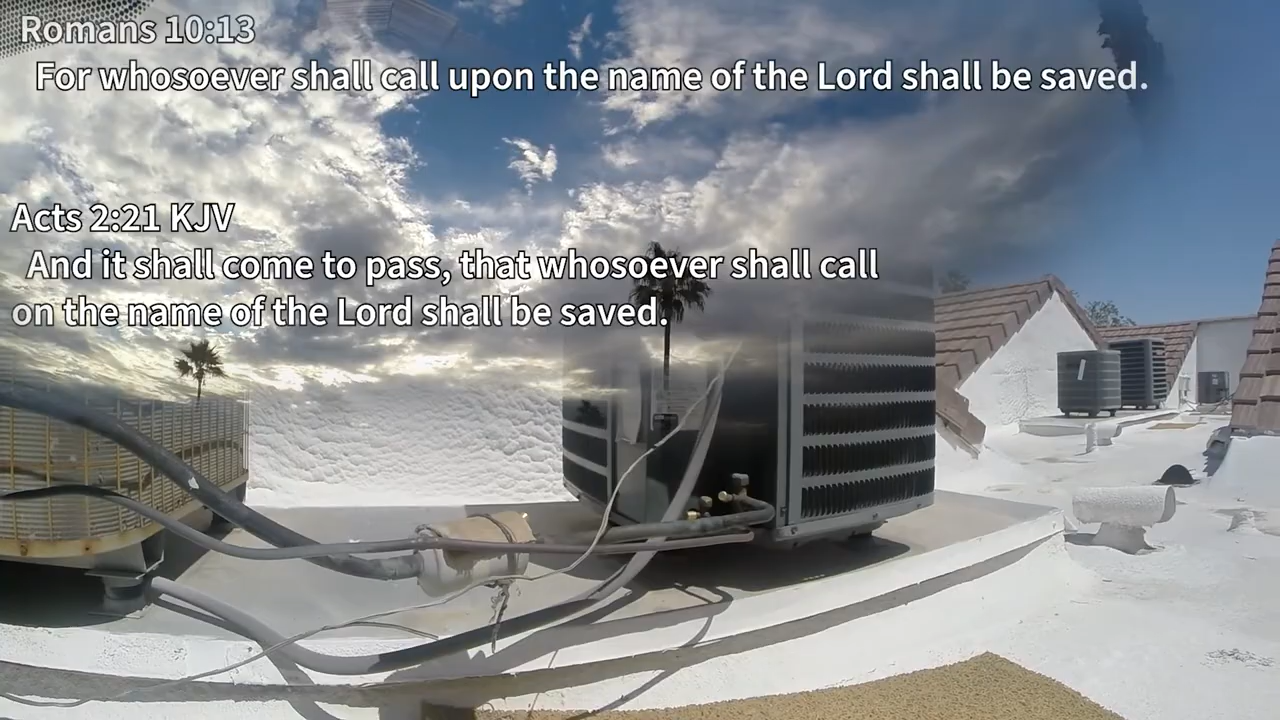 Romans 10:13
For whosoever shall call upon the name of the Lord shall be saved.
Acts 2:21 KJV
And it shall come to pass, that whosoever shall call
on the name of the Lord shall be saved.